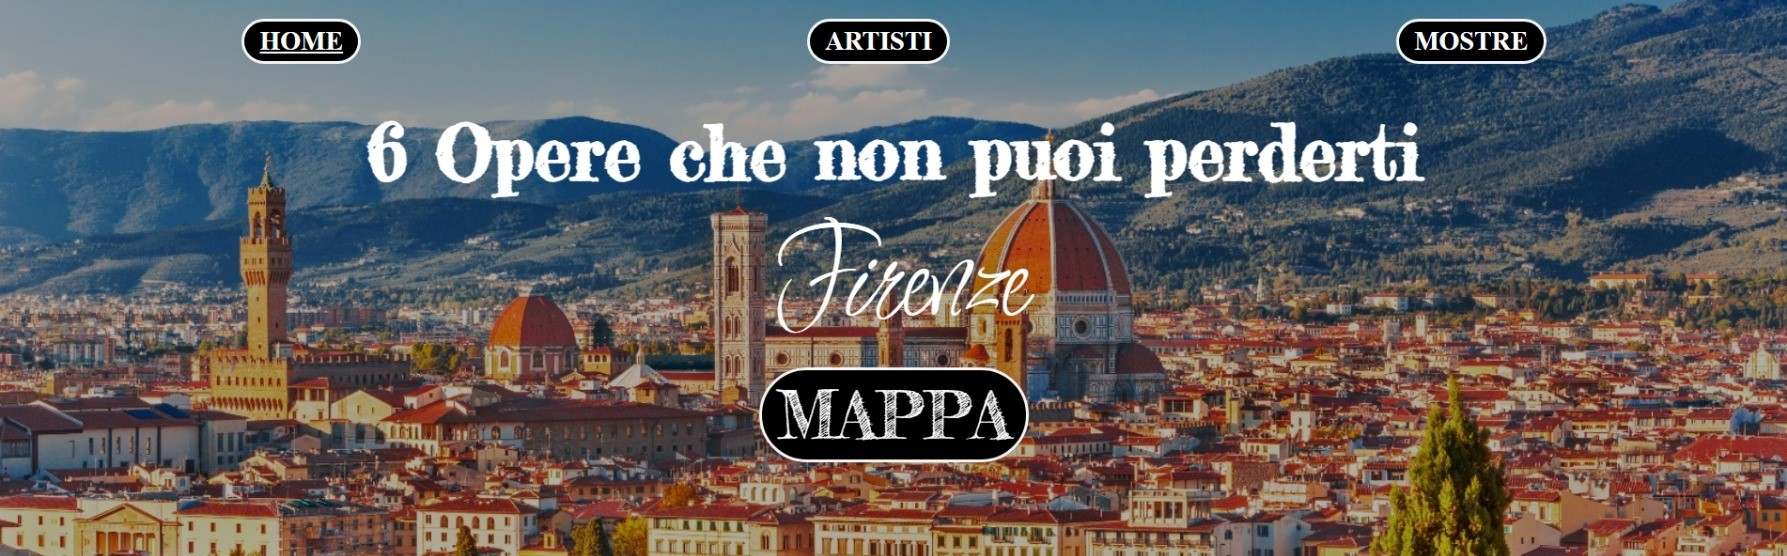 HOME ARTISTI MOSTRE
6 Opere che non puoi perderti
Firenze
MAPPA